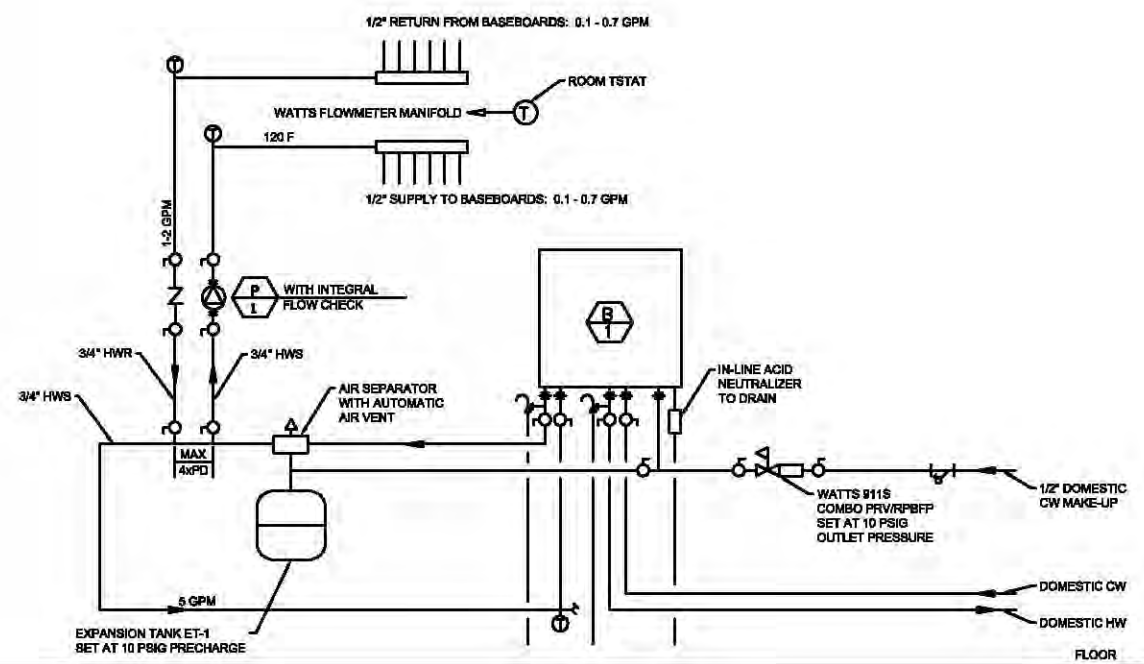 1/2" RETURN FROM BASEBOARDS: 0.1 - 0.7 GPM
T
ROOM TSTAT
WATTS FLOWMETER MANIFOLD
T
T
120 F
1/2" SUPPLY TO BASEBOARDS: 0.1 - 0.7 GPM
1-2 GPM
P
1
WITH INTEGRAL
FLOW CHECK
B
1
3/4" HWR
3/4" HWS
3/4" HWS
AIR SEPARATOR
WITH AUTOMATIC
AIR VENT
IN-LINE ACID
NEUTRALIZER
TO DRAIN
MAX
4xPD
WATTS 911S
COMBO PRV/RPBFP
SET AT 10 PSIG
OUTLET PRESSURE
1/2" DOMESTIC
CW MAKE-UP
5 GPM
T
DOMESTIC CW
DOMESTIC HW
EXPANSION TANK ET-1
SET AT 10 PSIG PRECHARGE
FLOOR